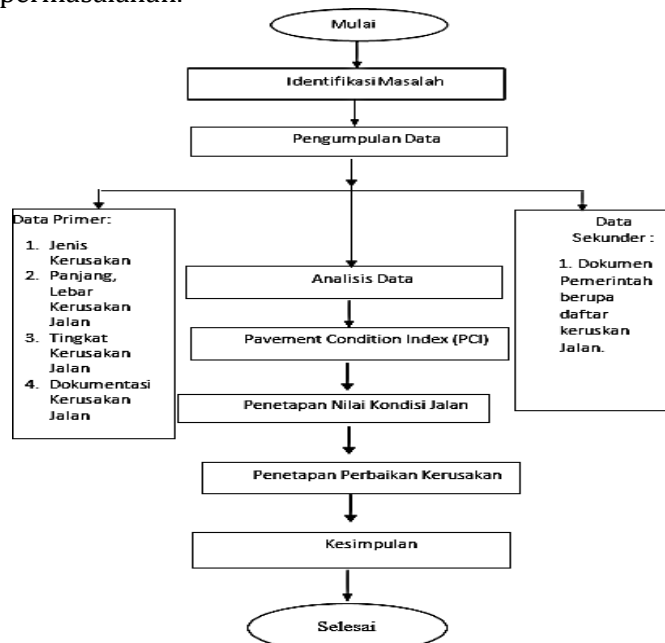 permasalahan.
Mulai
Identifikasi Masalah
Pengumpulan Data
Data Primer:
1. Jenis
Kerusakan
2. Panjang,
Lebar
Kerusakan
Jalan
3. Tingkat
Kerusakan
Jalan
4. Dokumentasi
Kerusakan
Jalan
Data
Sekunder :
1. Dokumen
Pemerintah
berupa
daftar
keruskan
Jalan.
Analisis Data
Pavement Condition Index (PCI)
Penetapan Nilai Kondisi Jalan
Penetapan Perbaikan Kerusakan
Kesimpulan
Selesai